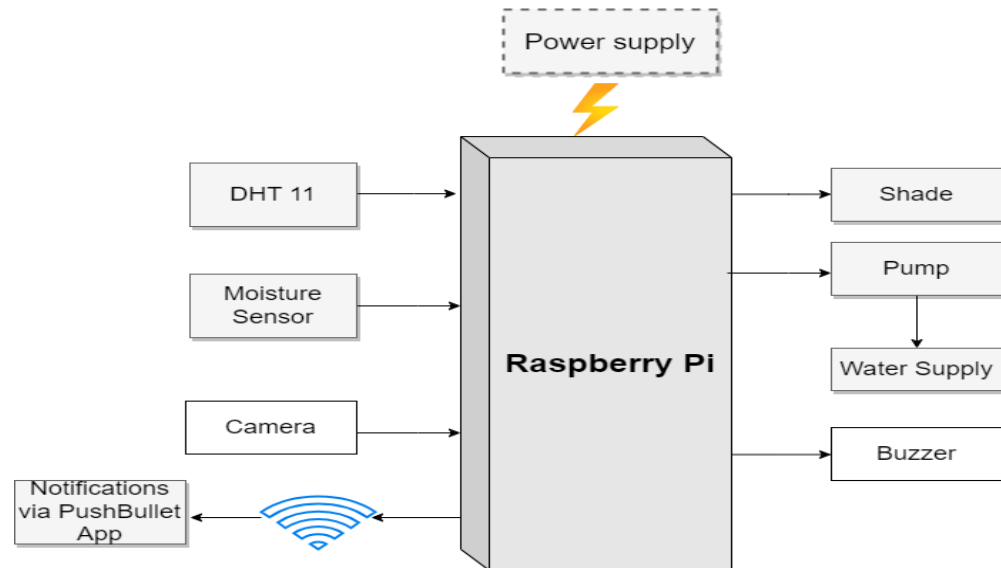 Power supply
DHT 11
Shade
Pump
Moisture
Sensor
Raspberry Pi
Water Supply
Camera
Buzzer
Notifications
via PushBullet
App